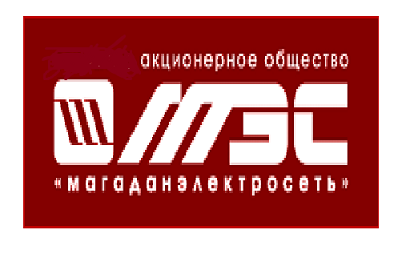 акционерное общество
МЭС
«магаданэлектросеть»